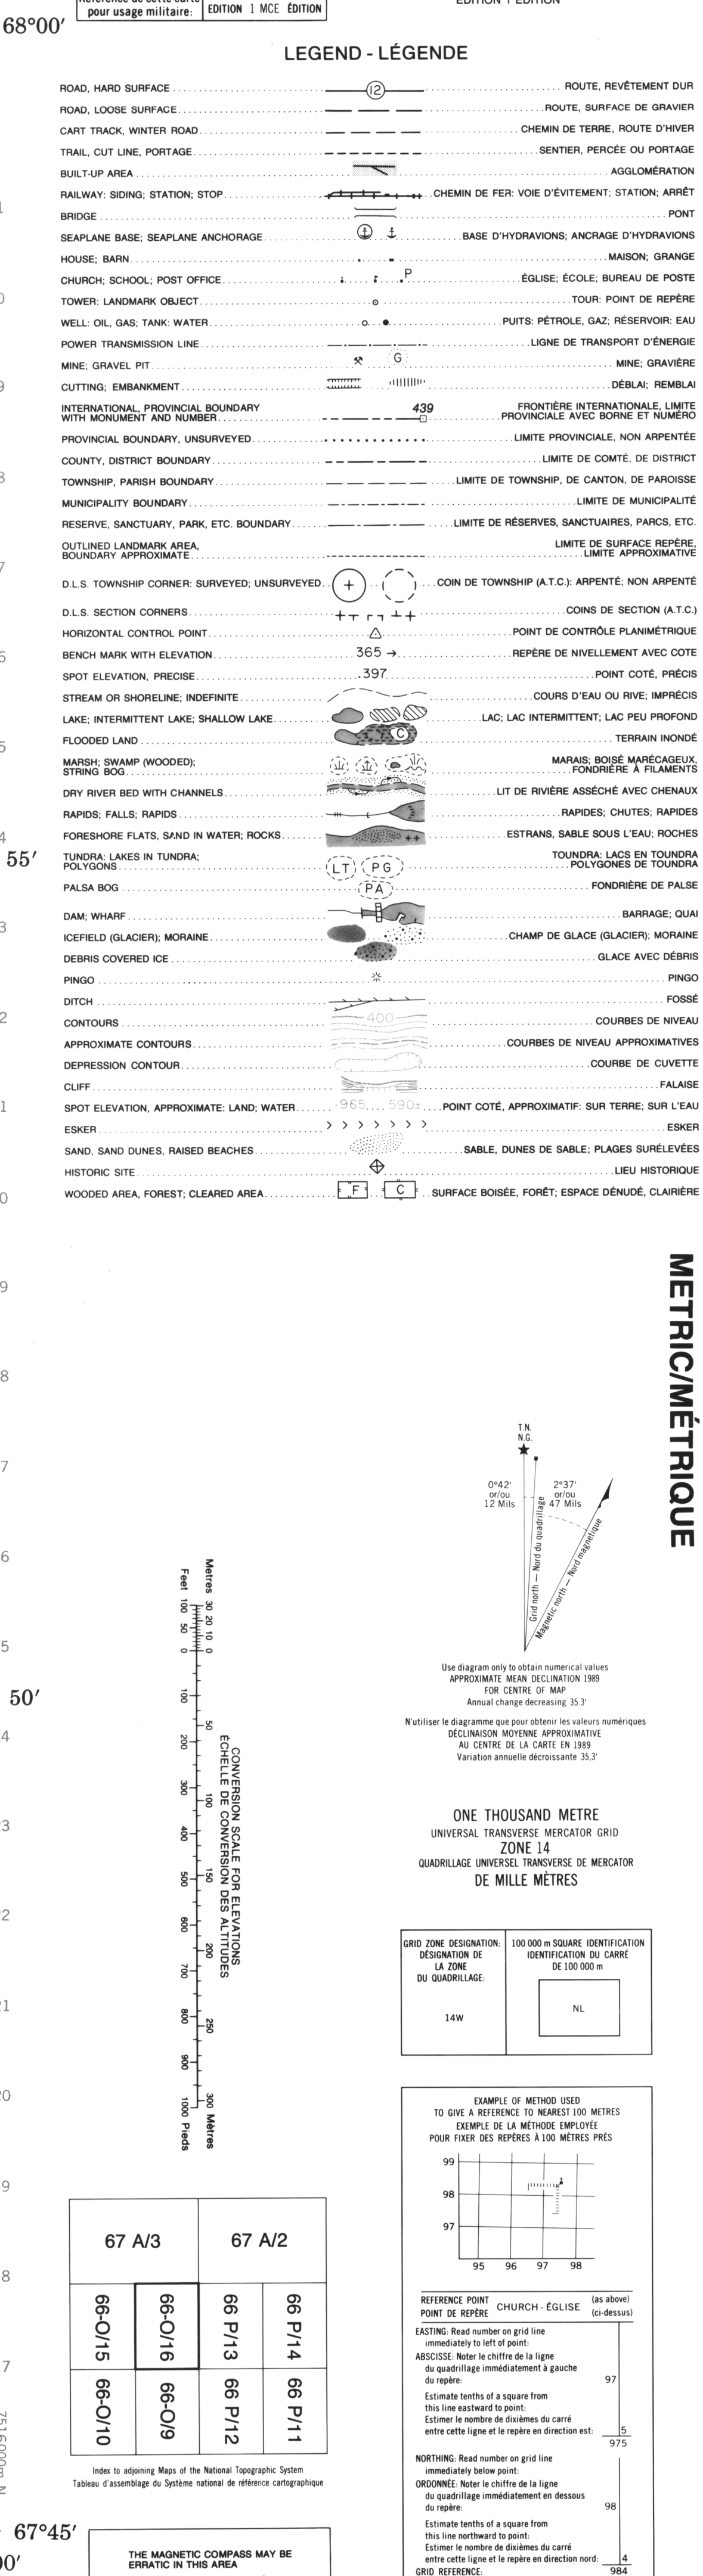 pour usage militaire:
EDITION 1 MCE ÉDITION
68°00′
LEGEND - LÉGENDE
ROAD, HARD SURFACE 12 ROUTE, REVÊTEMENT DUR
ROAD, LOOSE SURFACE ROUTE, SURFACE DE GRAVIER
CART TRACK, WINTER ROAD CHEMIN DE TERRE, ROUTE D'HIVER
TRAIL, CUT LINE, PORTAGE SENTIER, PERCÉE OU PORTAGE
BUILT-UP AREA AGGLOMÉRATION
RAILWAY: SIDING; STATION; STOP CHEMIN DE FER: VOIE D'ÉVITEMENT; STATION; ARRÊT
BRIDGE PONT
SEAPLANE BASE; SEAPLANE ANCHORAGE BASE D'HYDRAVIONS; ANCRAGE D'HYDRAVIONS
HOUSE; BARN MAISON; GRANGE
CHURCH; SCHOOL; POST OFFICE P ÉGLISE; ÉCOLE; BUREAU DE POSTE
TOWER: LANDMARK OBJECT TOUR: POINT DE REPÈRE
WELL: OIL, GAS; TANK: WATER PUITS: PÉTROLE, GAZ; RÉSERVOIR: EAU
POWER TRANSMISSION LINE LIGNE DE TRANSPORT D'ÉNERGIE
MINE; GRAVEL PIT G MINE; GRAVIÈRE
CUTTING; EMBANKMENT DÉBLAI; REMBLAI
INTERNATIONAL, PROVINCIAL BOUNDARY 439 FRONTIÈRE INTERNATIONALE, LIMITE
WITH MONUMENT AND NUMBER PROVINCIALE AVEC BORNE ET NUMÉRO
PROVINCIAL BOUNDARY, UNSURVEYED LIMITE PROVINCIALE, NON ARPENTÉE
COUNTY, DISTRICT BOUNDARY LIMITE DE COMTÉ, DE DISTRICT
TOWNSHIP, PARISH BOUNDARY LIMITE DE TOWNSHIP, DE CANTON, DE PAROISSE
MUNICIPALITY BOUNDARY LIMITE DE MUNICIPALITÉ
RESERVE, SANCTUARY, PARK, ETC. BOUNDARY LIMITE DE RÉSERVES, SANCTUAIRES, PARCS, ETC.
OUTLINED LANDMARK AREA, LIMITE DE SURFACE REPÈRE,
BOUNDARY APPROXIMATE LIMITE APPROXIMATIVE
D.L.S. TOWNSHIP CORNER: SURVEYED; UNSURVEYED COIN DE TOWNSHIP (A.T.C.): ARPENTÉ; NON ARPENTÉ
D.L.S. SECTION CORNERS COINS DE SECTION (A.T.C.)
HORIZONTAL CONTROL POINT POINT DE CONTRÔLE PLANIMÉTRIQUE
BENCH MARK WITH ELEVATION 365 → REPÈRE DE NIVELLEMENT AVEC COTE
SPOT ELEVATION, PRECISE .397 POINT COTÉ, PRÉCIS
STREAM OR SHORELINE; INDEFINITE COURS D'EAU OU RIVE; IMPRÉCIS
LAKE; INTERMITTENT LAKE; SHALLOW LAKE LAC; LAC INTERMITTENT; LAC PEU PROFOND
FLOODED LAND C TERRAIN INONDÉ
MARSH; SWAMP (WOODED); MARAIS; BOISÉ MARÉCAGEUX,
STRING BOG FONDRIÈRE À FILAMENTS
DRY RIVER BED WITH CHANNELS LIT DE RIVIÈRE ASSÉCHÉ AVEC CHENAUX
RAPIDS; FALLS; RAPIDS RAPIDES; CHUTES; RAPIDES
FORESHORE FLATS, SAND IN WATER; ROCKS ESTRANS, SABLE SOUS L'EAU; ROCHES
55′
TUNDRA: LAKES IN TUNDRA; TOUNDRA: LACS EN TOUNDRA
POLYGONS LT PG POLYGONES DE TOUNDRA
PALSA BOG PA FONDRIÈRE DE PALSE
DAM; WHARF BARRAGE; QUAI
ICEFIELD (GLACIER); MORAINE CHAMP DE GLACE (GLACIER); MORAINE
DEBRIS COVERED ICE GLACE AVEC DÉBRIS
PINGO PINGO
DITCH FOSSÉ
CONTOURS 400 COURBES DE NIVEAU
APPROXIMATE CONTOURS COURBES DE NIVEAU APPROXIMATIVES
DEPRESSION CONTOUR COURBE DE CUVETTE
CLIFF FALAISE
SPOT ELEVATION, APPROXIMATE: LAND; WATER ·965 590± POINT COTÉ, APPROXIMATIF: SUR TERRE; SUR L'EAU
ESKER ESKER
SAND, SAND DUNES, RAISED BEACHES SABLE, DUNES DE SABLE; PLAGES SURÉLEVÉES
HISTORIC SITE LIEU HISTORIQUE
WOODED AREA, FOREST; CLEARED AREA F C SURFACE BOISÉE, FORÊT; ESPACE DÉNUDÉ, CLAIRIÈRE
METRIC/MÉTRIQUE
T.N.
N.G.
0°42′ 2°37′
or/ou or/ou
12 Mils 47 Mils
Grid north — Nord du quadrillage
Magnetic north — Nord magnétique
Use diagram only to obtain numerical values
APPROXIMATE MEAN DECLINATION 1989
FOR CENTRE OF MAP
Annual change decreasing 35.3′
N'utiliser le diagramme que pour obtenir les valeurs numériques
DÉCLINAISON MOYENNE APPROXIMATIVE
AU CENTRE DE LA CARTE EN 1989
Variation annuelle décroissante 35,3′
50′
Metres 30 20 10 0 50 100 150 200 250 300 Mètres
Feet 100 50 0 100 200 300 400 500 600 700 800 900 1000 Pieds
CONVERSION SCALE FOR ELEVATIONS
ÉCHELLE DE CONVERSION DES ALTITUDES
ONE THOUSAND METRE
UNIVERSAL TRANSVERSE MERCATOR GRID
ZONE 14
QUADRILLAGE UNIVERSEL TRANSVERSE DE MERCATOR
DE MILLE MÈTRES
GRID ZONE DESIGNATION:
DÉSIGNATION DE
LA ZONE
DU QUADRILLAGE:
14W
100 000 m SQUARE IDENTIFICATION
IDENTIFICATION DU CARRÉ
DE 100 000 m
NL
EXAMPLE OF METHOD USED
TO GIVE A REFERENCE TO NEAREST 100 METRES
EXEMPLE DE LA MÉTHODE EMPLOYÉE
POUR FIXER DES REPÈRES À 100 MÈTRES PRÈS
99
98
97
95 96 97 98
REFERENCE POINT CHURCH - ÉGLISE (as above)
POINT DE REPÈRE (ci-dessus)
EASTING: Read number on grid line
immediately to left of point:
ABSCISSE: Noter le chiffre de la ligne
du quadrillage immédiatement à gauche
du repère: 97
Estimate tenths of a square from
this line eastward to point:
Estimer le nombre de dixièmes du carré
entre cette ligne et le repère en direction est: 5
975
NORTHING: Read number on grid line
immediately below point:
ORDONNÉE: Noter le chiffre de la ligne
du quadrillage immédiatement en dessous
du repère: 98
Estimate tenths of a square from
this line northward to point:
Estimer le nombre de dixièmes du carré
entre cette ligne et le repère en direction nord: 4
GRID REFERENCE: 984
67 A/3 67 A/2
66-O/15 66-O/16 66 P/13 66 P/14
66-O/10 66-O/9 66 P/12 66 P/11
Index to adjoining Maps of the National Topographic System
Tableau d'assemblage du Système national de référence cartographique
7516000m N
67°45′
THE MAGNETIC COMPASS MAY BE
ERRATIC IN THIS AREA